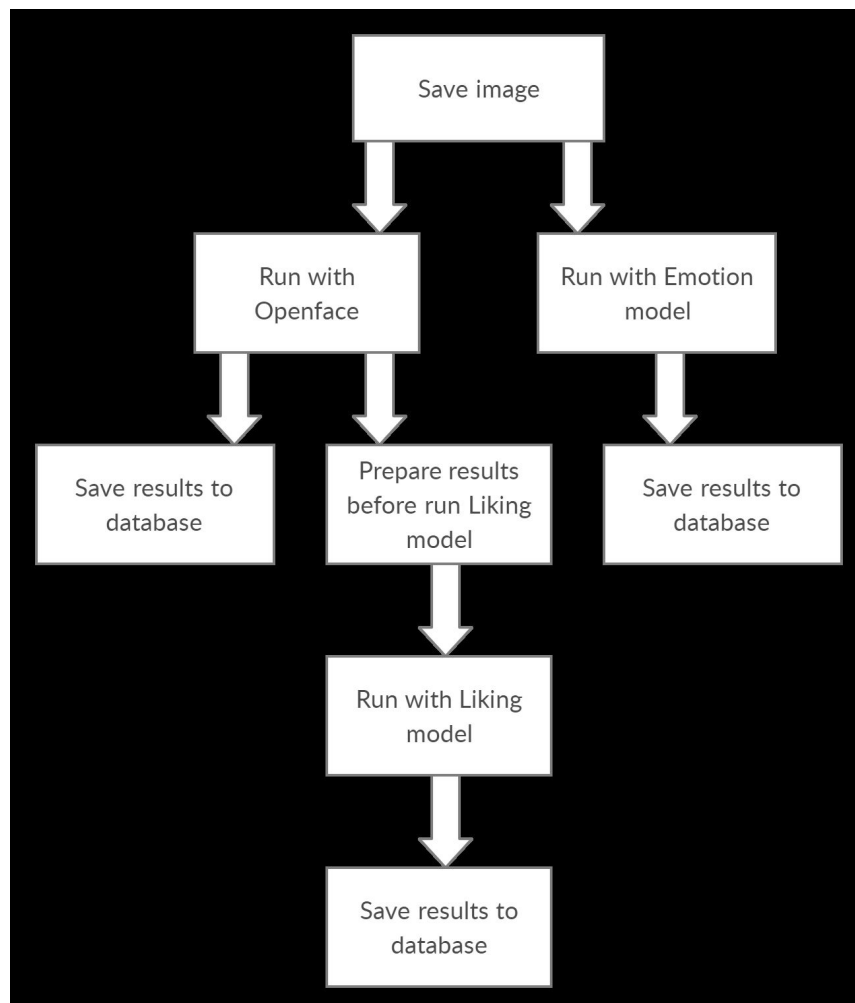 Save image
Run with
Openface
Run with Emotion
model
Save results to
database
Prepare results
before run Liking
model
Save results to
database
Run with Liking
model
Save results to
database